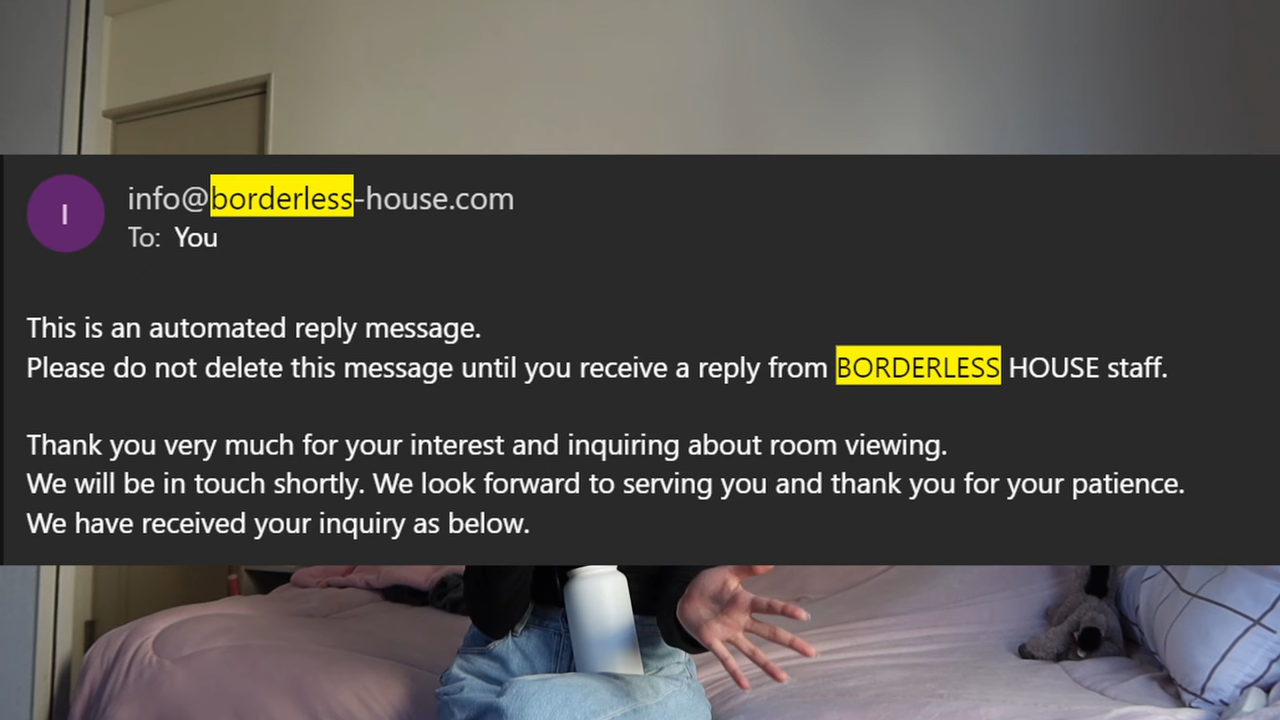 I
info@borderless-house.com
To: You
This is an automated reply message.
Please do not delete this message until you receive a reply from BORDERLESS HOUSE staff.
Thank you very much for your interest and inquiring about room viewing.
We will be in touch shortly. We look forward to serving you and thank you for your patience.
We have received your inquiry as below.